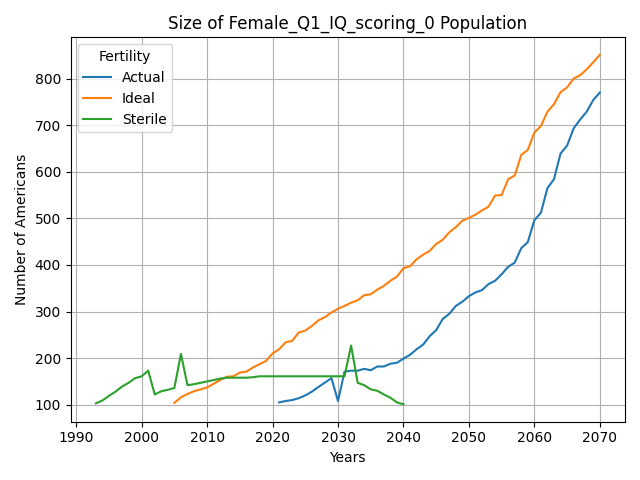 Size of Female_Q1_IQ_scoring_0 Population
Fertility
Actual
Ideal
Sterile
Number of Americans
800
700
600
500
400
300
200
100
1990 2000 2010 2020 2030 2040 2050 2060 2070
Years